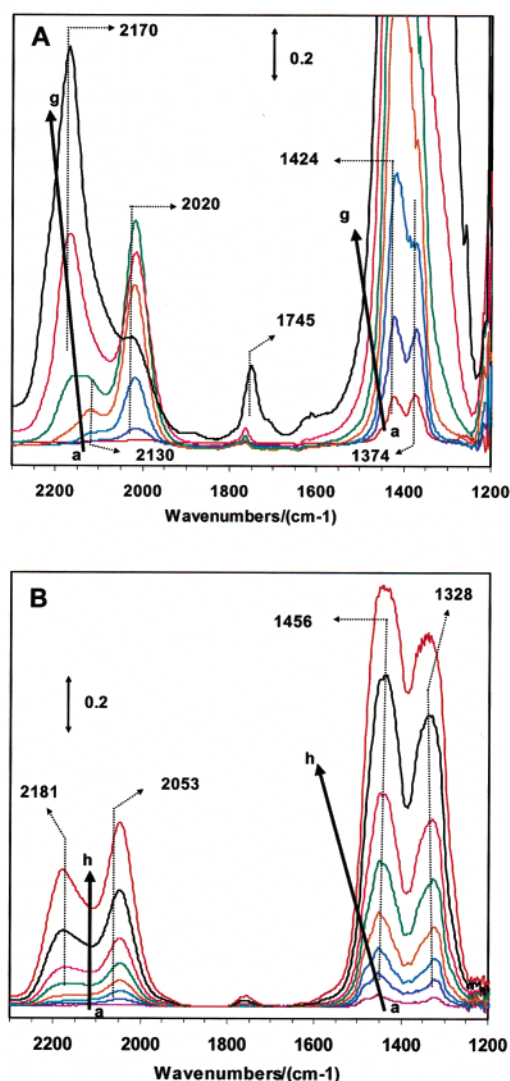 A
2170
0.2
g
1424
2020
g
1745
a
2130
a
1374
2200 2000 1800 1600 1400 1200
Wavenumbers/(cm-1)
B
1456
1328
0.2
2181
2053
h
h
a
a
2200 2000 1800 1600 1400 1200
Wavenumbers/(cm-1)